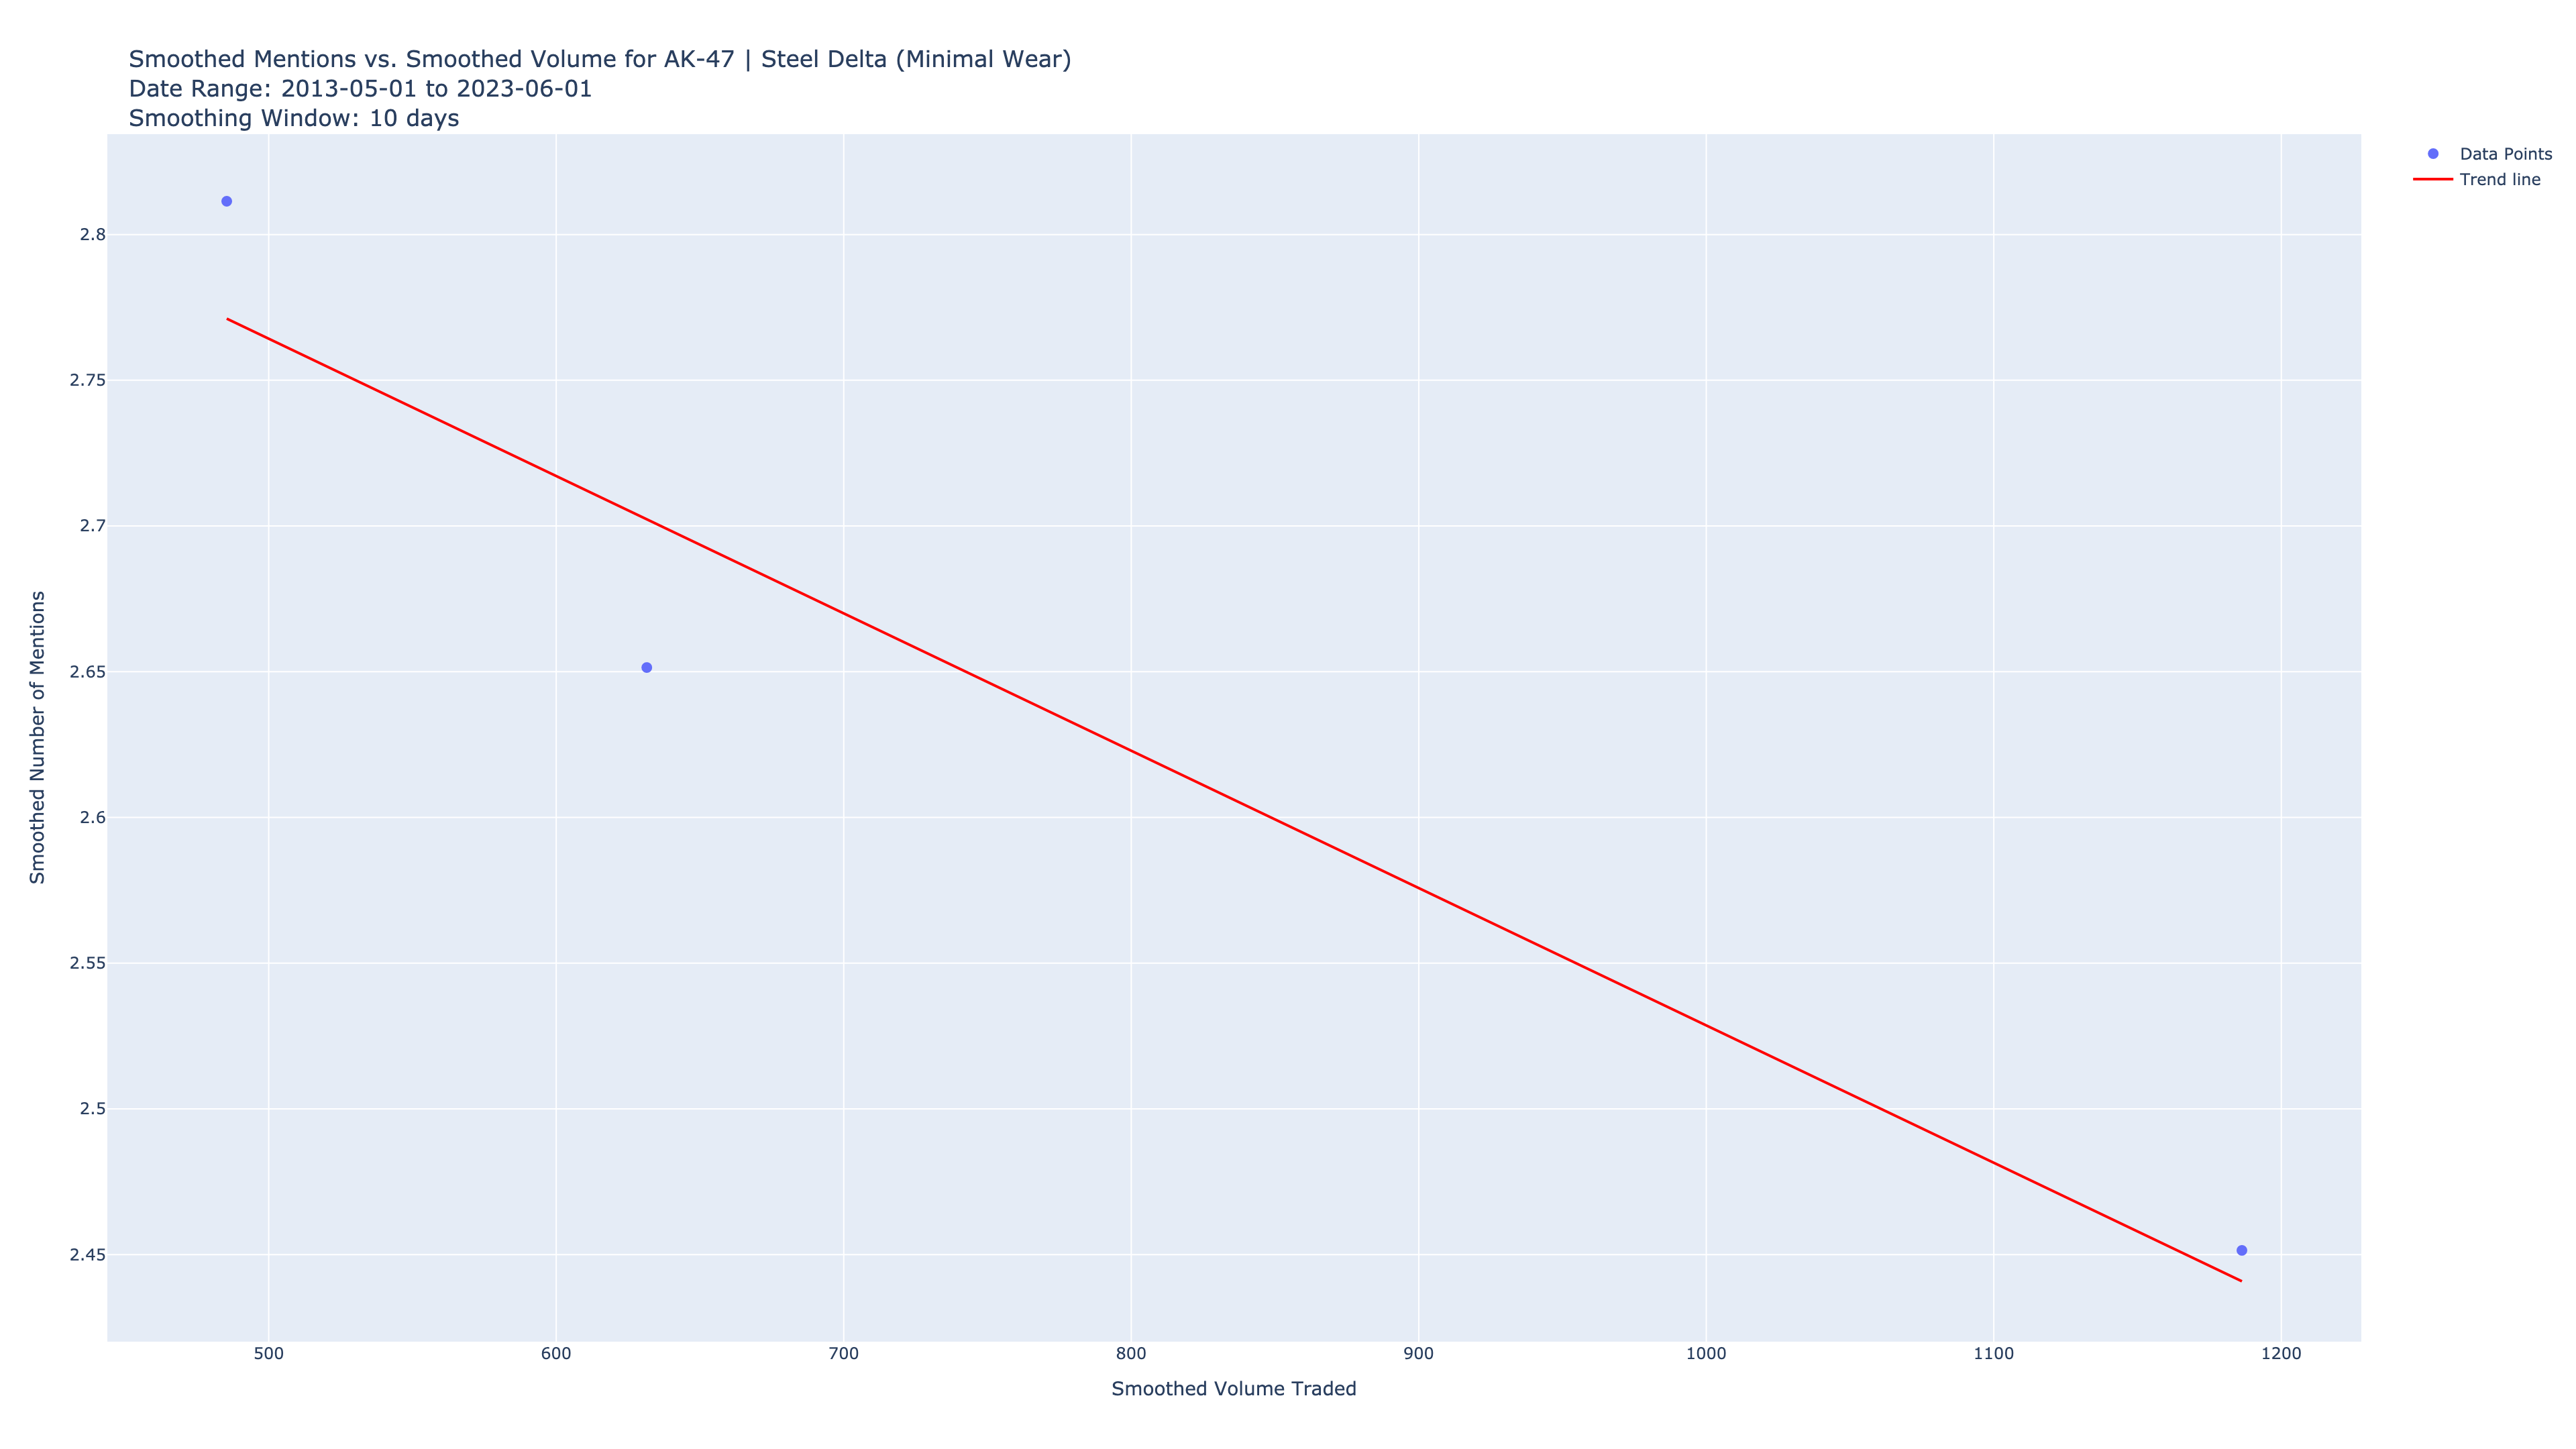 Smoothed Mentions vs. Smoothed Volume for AK-47 | Steel Delta (Minimal Wear)
Date Range: 2013-05-01 to 2023-06-01
Smoothing Window: 10 days
Data Points
Trend line
2.8
2.75
2.7
2.65
2.6
2.55
2.5
2.45
Smoothed Number of Mentions
500
600
700
800
900
1000
1100
1200
Smoothed Volume Traded